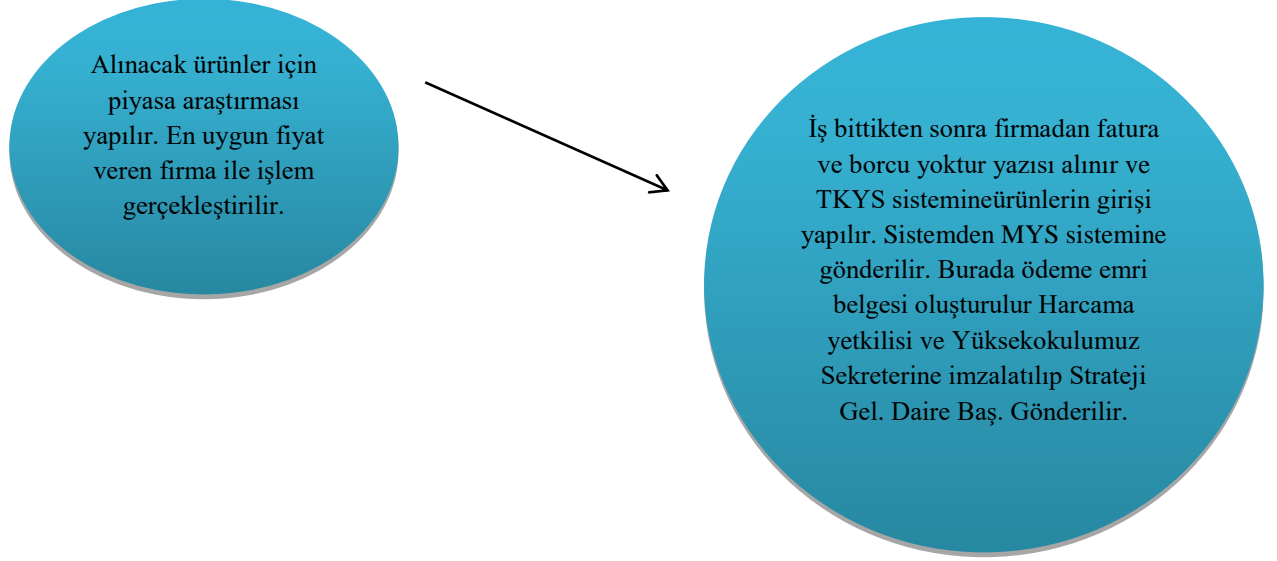 Alınacak ürünler için
piyasa araştırması
yapılır. En uygun fiyat
veren firma ile işlem
gerçekleştirilir.
İş bittikten sonra firmadan fatura
ve borcu yoktur yazısı alınır ve
TKYS sistemineürünlerin girişi
yapılır. Sistemden MYS sistemine
gönderilir. Burada ödeme emri
belgesi oluşturulur Harcama
yetkilisi ve Yüksekokulumuz
Sekreterine imzalatılıp Strateji
Gel. Daire Baş. Gönderilir.